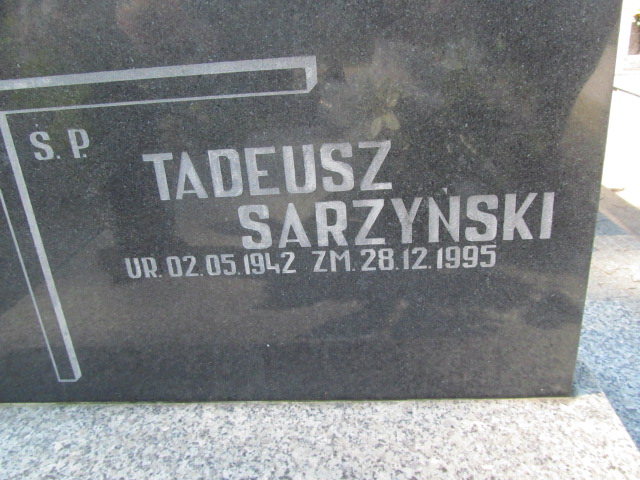 Ś. P.
TADEUSZ
SARZYŃSKI
UR. 02.05.1942 ZM. 28.12.1995